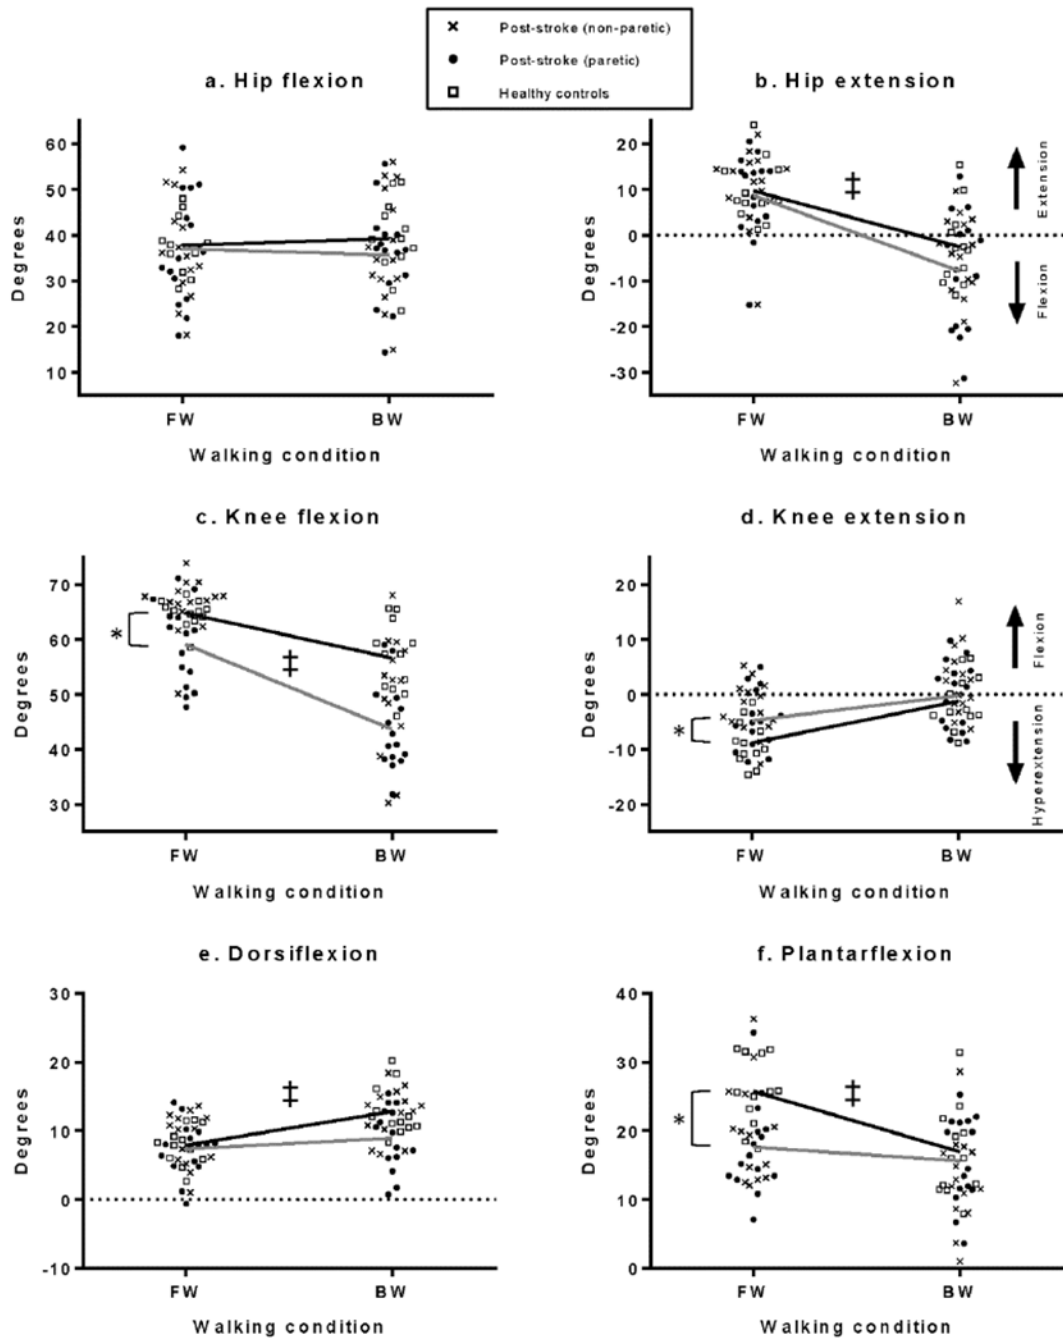 Post-stroke (non-paretic)
Post-stroke (paretic)
Healthy controls
a. Hip flexion
Degrees
60
50
40
30
20
10
FW
BW
Walking condition
b. Hip extension
Degrees
20
10
0
-10
-20
-30
‡
Extension
Flexion
FW
BW
Walking condition
c. Knee flexion
Degrees
70
60
50
40
30
*
‡
FW
BW
Walking condition
d. Knee extension
Degrees
20
10
0
-10
-20
*
Flexion
Hyperextension
FW
BW
Walking condition
e. Dorsiflexion
Degrees
30
20
10
0
-10
‡
FW
BW
Walking condition
f. Plantarflexion
Degrees
40
30
20
10
0
*
‡
FW
BW
Walking condition